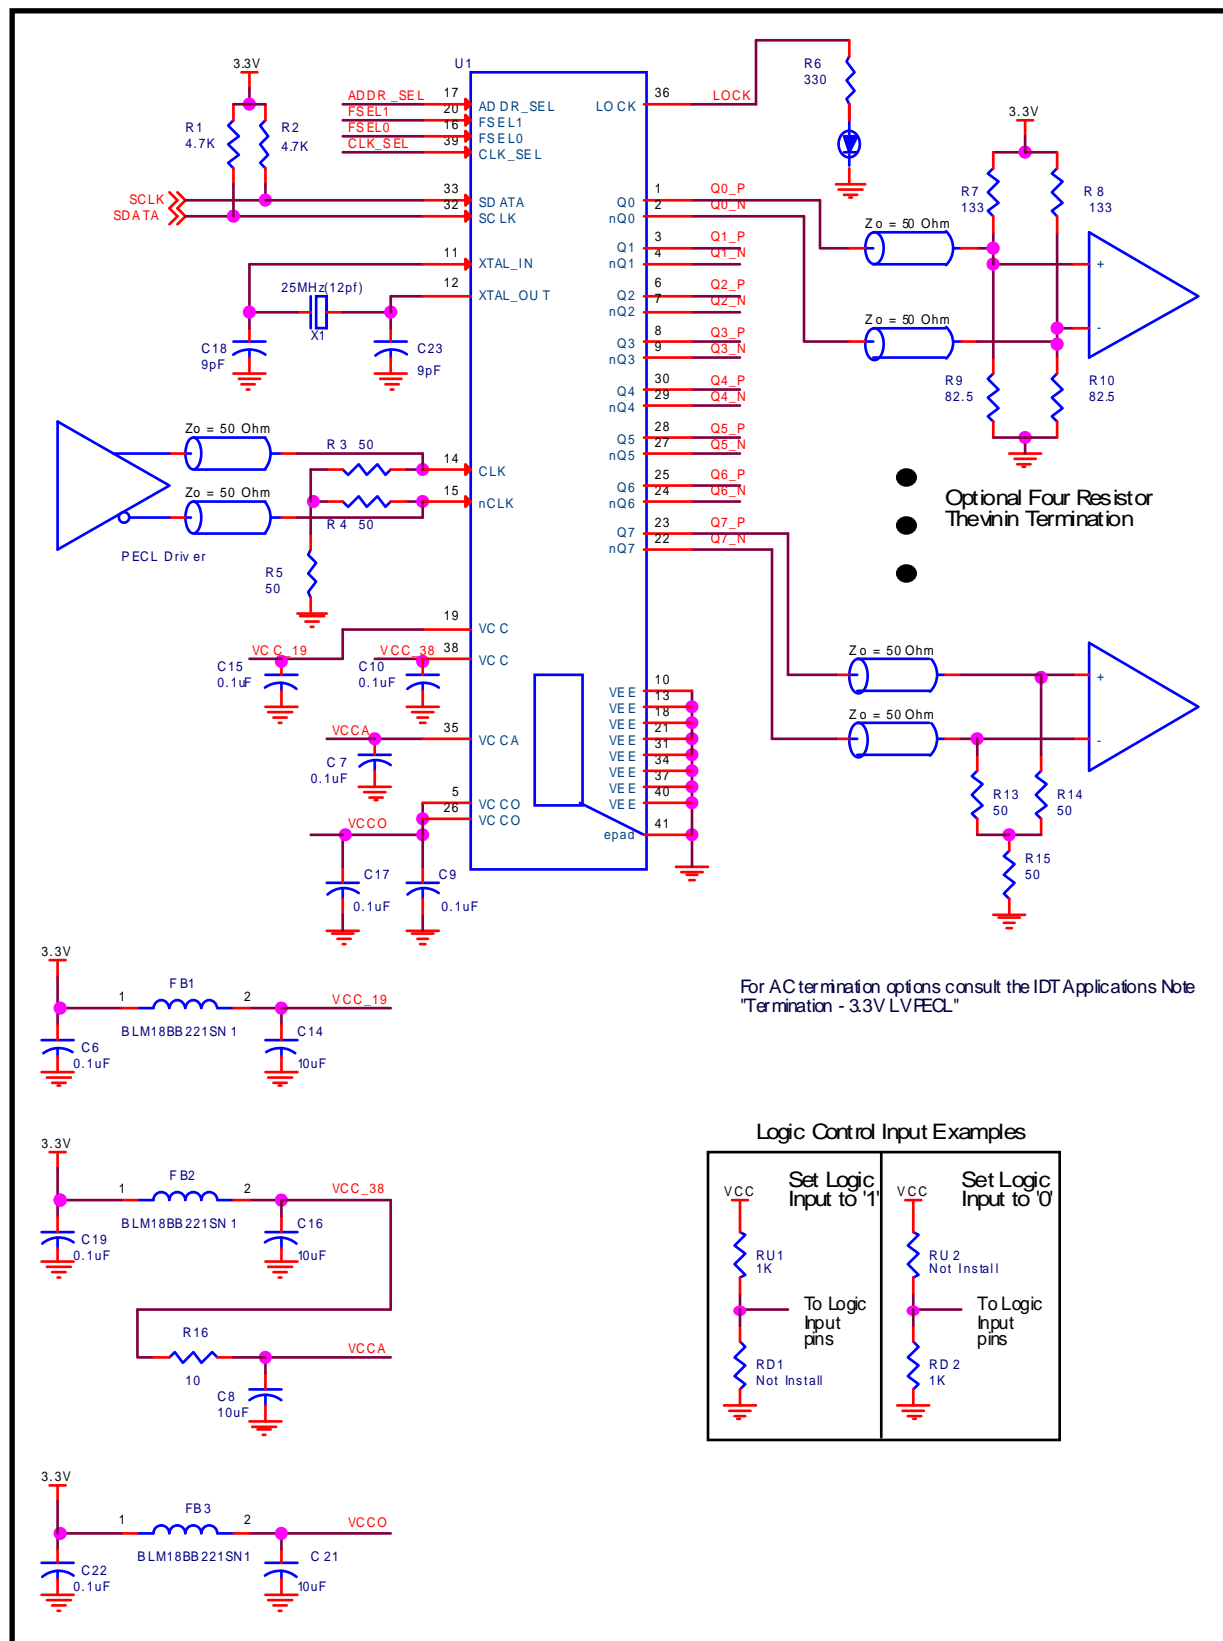 3.3V
R1
4.7K
R2
4.7K
SCLK
SDATA
U1
ADDR_SEL
17
ADDR_SEL
FSEL1
20
FSEL1
FSEL0
16
FSEL0
CLK_SEL
39
CLK_SEL
33
SDATA
32
SCLK
11
XTAL_IN
12
XTAL_OUT
25MHz(12pf)
X1
C18
9pF
C23
9pF
Zo = 50 Ohm
Zo = 50 Ohm
PECL Driver
R3 50
R4 50
R5
50
14
CLK
15
nCLK
19
VCC
38
VCC
VCC_19
C15
0.1uF
VCC_38
C10
0.1uF
VCCA
35
VCCA
C7
0.1uF
5
VCCO
26
VCCO
VCCO
C17
0.1uF
C9
0.1uF
LOCK
36
LOCK
R6
330
Q0
1
Q0_P
nQ0
2
Q0_N
Q1
3
Q1_P
nQ1
4
Q1_N
Q2
6
Q2_P
nQ2
7
Q2_N
Q3
8
Q3_P
nQ3
9
Q3_N
Q4
30
Q4_P
nQ4
29
Q4_N
Q5
28
Q5_P
nQ5
27
Q5_N
Q6
25
Q6_P
nQ6
24
Q6_N
Q7
23
Q7_P
nQ7
22
Q7_N
VEE
10
VEE
13
VEE
18
VEE
21
VEE
31
VEE
34
VEE
37
VEE
40
epad
41
3.3V
R7
133
R8
133
Zo = 50 Ohm
Zo = 50 Ohm
+
-
R9
82.5
R10
82.5
Optional Four Resistor
Thevinin Termination
Zo = 50 Ohm
Zo = 50 Ohm
+
-
R13
50
R14
50
R15
50
3.3V
1
FB1
2
BLM18BB221SN1
VCC_19
C6
0.1uF
C14
10uF
For AC termination options consult the IDT Applications Note
"Termination - 3.3V LVPECL"
3.3V
1
FB2
2
BLM18BB221SN1
VCC_38
C19
0.1uF
C16
10uF
R16
10
VCCA
C8
10uF
3.3V
1
FB3
2
BLM18BB221SN1
VCCO
C22
0.1uF
C21
10uF
Logic Control Input Examples
Set Logic
Input to '1'
VCC
RU1
1K
To Logic
Input
pins
RD1
Not Install
Set Logic
Input to '0'
VCC
RU2
Not Install
To Logic
Input
pins
RD2
1K